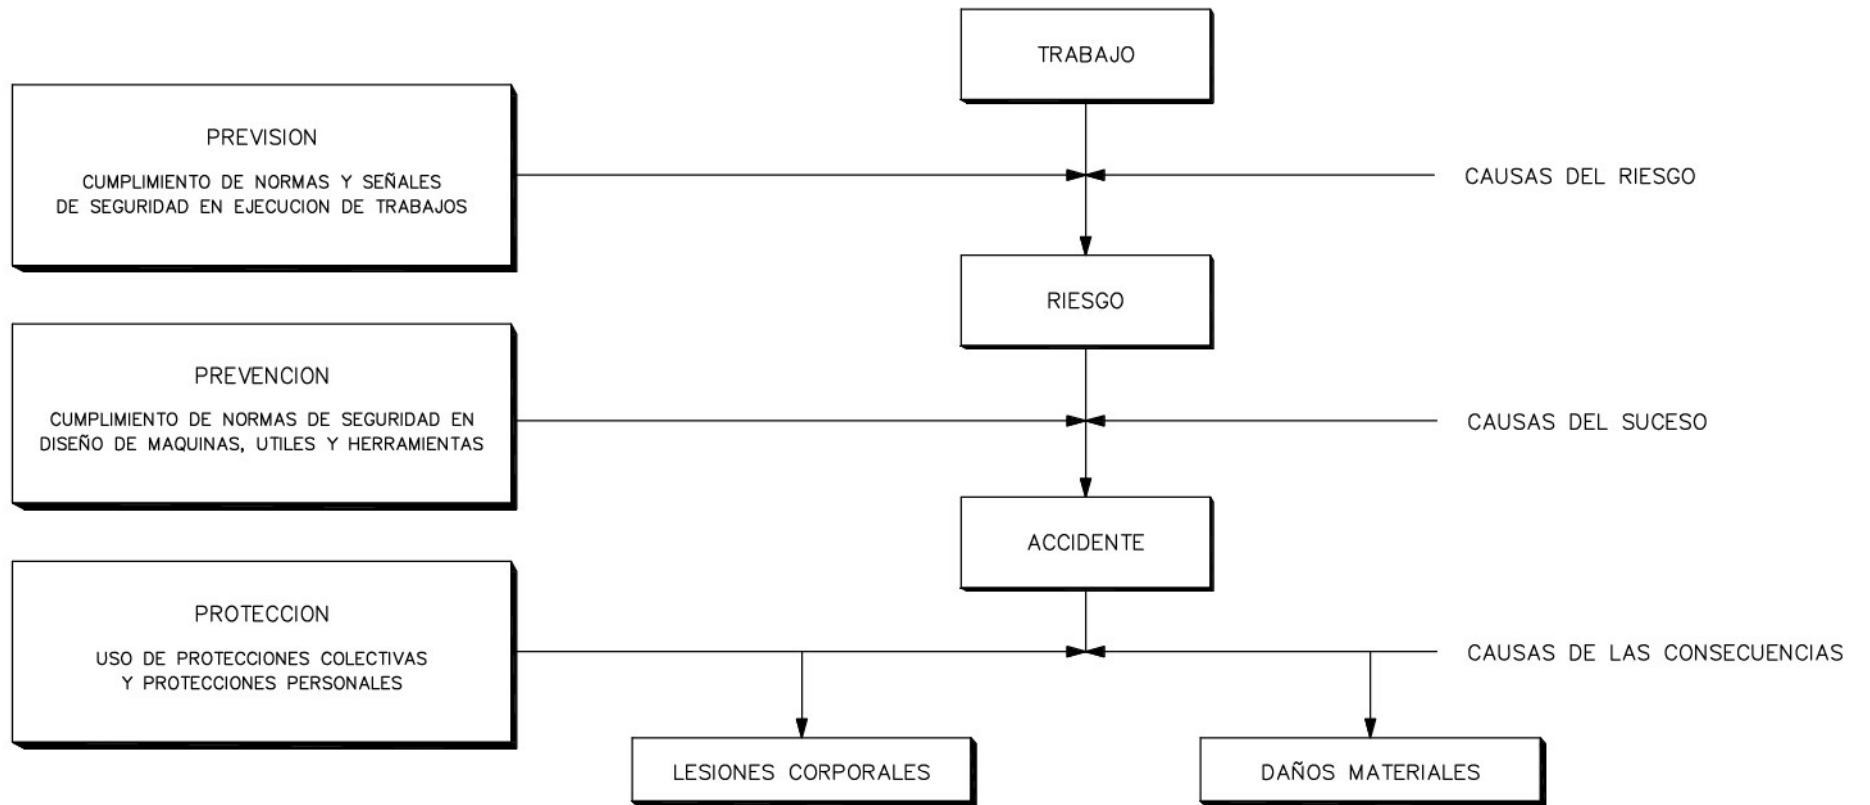 TRABAJO
PREVISION
CUMPLIMIENTO DE NORMAS Y SEÑALES
DE SEGURIDAD EN EJECUCION DE TRABAJOS
CAUSAS DEL RIESGO
RIESGO
PREVENCION
CUMPLIMIENTO DE NORMAS DE SEGURIDAD EN
DISEÑO DE MAQUINAS, UTILES Y HERRAMIENTAS
CAUSAS DEL SUCESO
ACCIDENTE
PROTECCION
USO DE PROTECCIONES COLECTIVAS
Y PROTECCIONES PERSONALES
CAUSAS DE LAS CONSECUENCIAS
LESIONES CORPORALES
DAÑOS MATERIALES